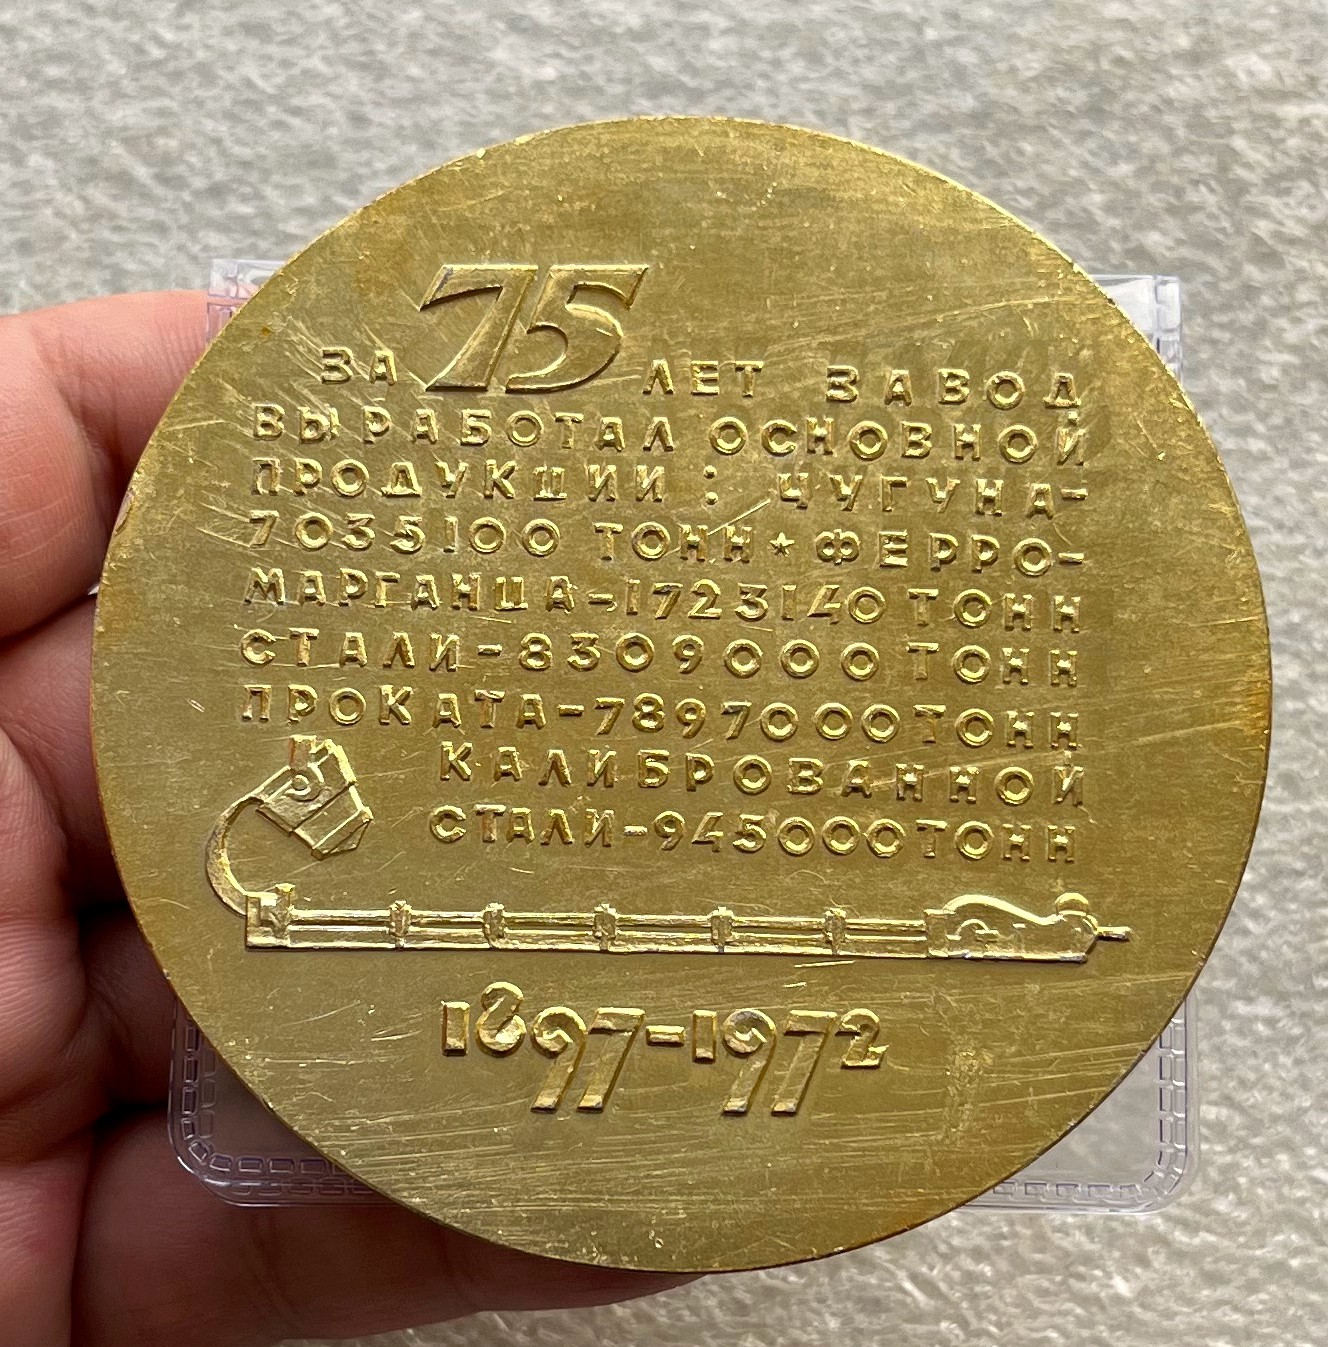 ЗА 75 ЛЕТ ЗАВОД
ВЫРАБОТАЛ ОСНОВНОЙ
ПРОДУКЦИИ: ЧУГУНА-
7035100 ТОНН★ФЕРРО-
МАРГАНЦА-1723140 ТОНН
СТАЛИ-8309000 ТОНН
ПРОКАТА-7897000 ТОНН
КАЛИБРОВАННОЙ
СТАЛИ-945000 ТОНН
1897-1972